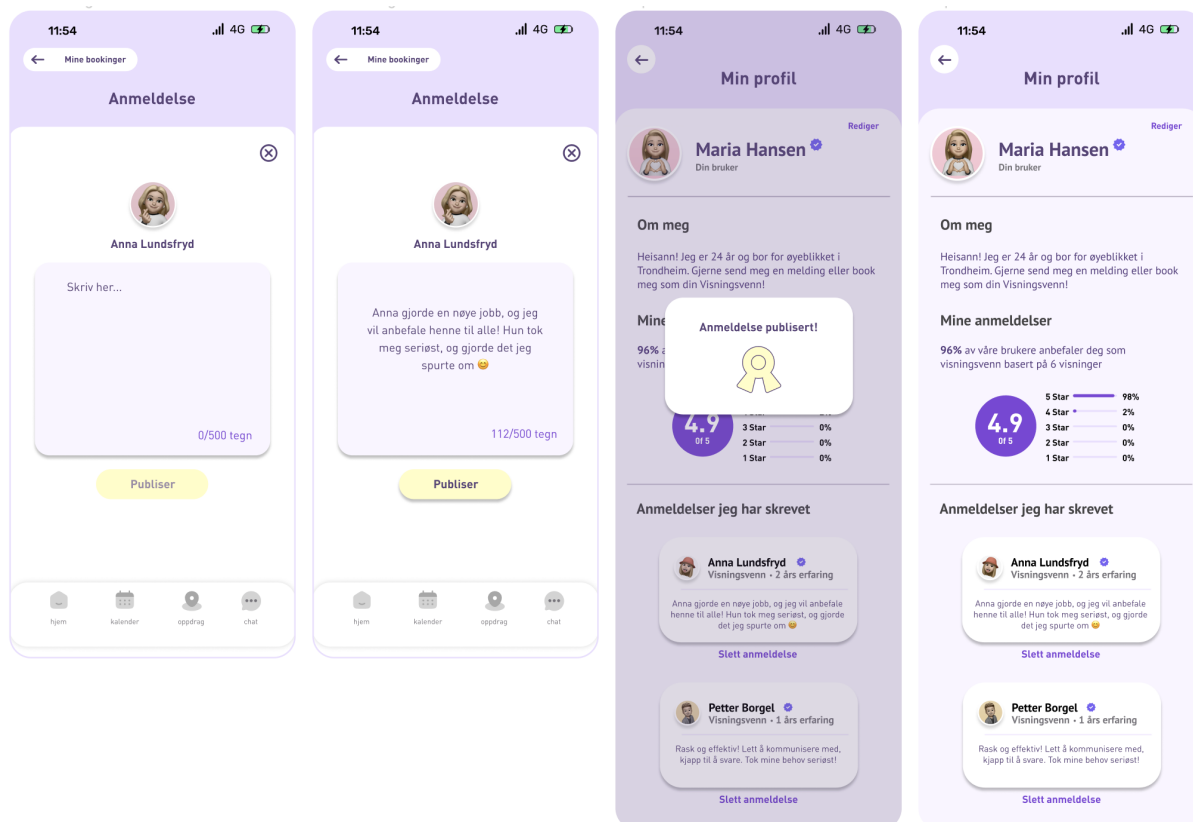 11:54
4G
Mine bookinger
Anmeldelse
Anna Lundsfryd
Skriv her...
0/500 tegn
Publiser
hjem
kalender
oppdrag
chat
11:54
4G
Mine bookinger
Anmeldelse
Anna Lundsfryd
Anna gjorde en nøye jobb, og jeg
vil anbefale henne til alle! Hun tok
meg seriøst, og gjorde det jeg
spurte om 😊
112/500 tegn
Publiser
hjem
kalender
oppdrag
chat
11:54
4G
Min profil
Rediger
Maria Hansen
Din bruker
Om meg
Heisann! Jeg er 24 år og bor for øyeblikket i
Trondheim. Gjerne send meg en melding eller book
meg som din Visningsvenn!
Mine
Anmeldelse publisert!
96%
visnin
4.9
0f 5
3 Star 0%
2 Star 0%
1 Star 0%
Anmeldelser jeg har skrevet
Anna Lundsfryd
Visningsvenn • 2 års erfaring
Anna gjorde en nøye jobb, og jeg vil anbefale
henne til alle! Hun tok meg seriøst, og gjorde
det jeg spurte om 😊
Slett anmeldelse
Petter Borgel
Visningsvenn • 1 års erfaring
Rask og effektiv! Lett å kommunisere med,
kjapp til å svare. Tok mine behov seriøst!
Slett anmeldelse
11:54
4G
Min profil
Rediger
Maria Hansen
Din bruker
Om meg
Heisann! Jeg er 24 år og bor for øyeblikket i
Trondheim. Gjerne send meg en melding eller book
meg som din Visningsvenn!
Mine anmeldelser
96% av våre brukere anbefaler deg som
visningsvenn basert på 6 visninger
4.9
0f 5
5 Star 98%
4 Star 2%
3 Star 0%
2 Star 0%
1 Star 0%
Anmeldelser jeg har skrevet
Anna Lundsfryd
Visningsvenn • 2 års erfaring
Anna gjorde en nøye jobb, og jeg vil anbefale
henne til alle! Hun tok meg seriøst, og gjorde
det jeg spurte om 😊
Slett anmeldelse
Petter Borgel
Visningsvenn • 1 års erfaring
Rask og effektiv! Lett å kommunisere med,
kjapp til å svare. Tok mine behov seriøst!
Slett anmeldelse